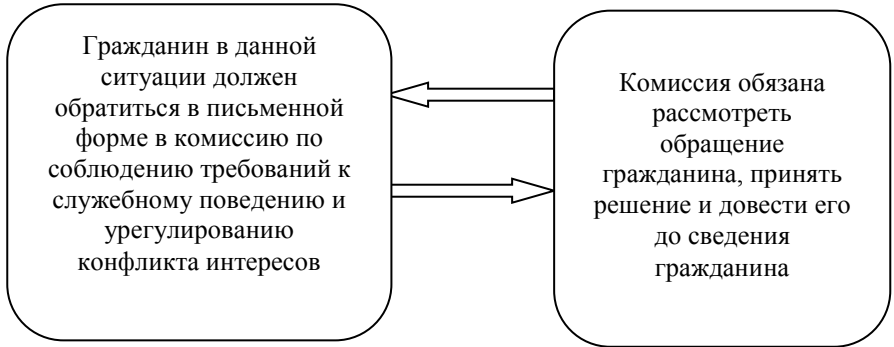 Гражданин в данной
ситуации должен
обратиться в письменной
форме в комиссию по
соблюдению требований к
служебному поведению и
урегулированию
конфликта интересов
Комиссия обязана
рассмотреть
обращение
гражданина, принять
решение и довести его
до сведения
гражданина